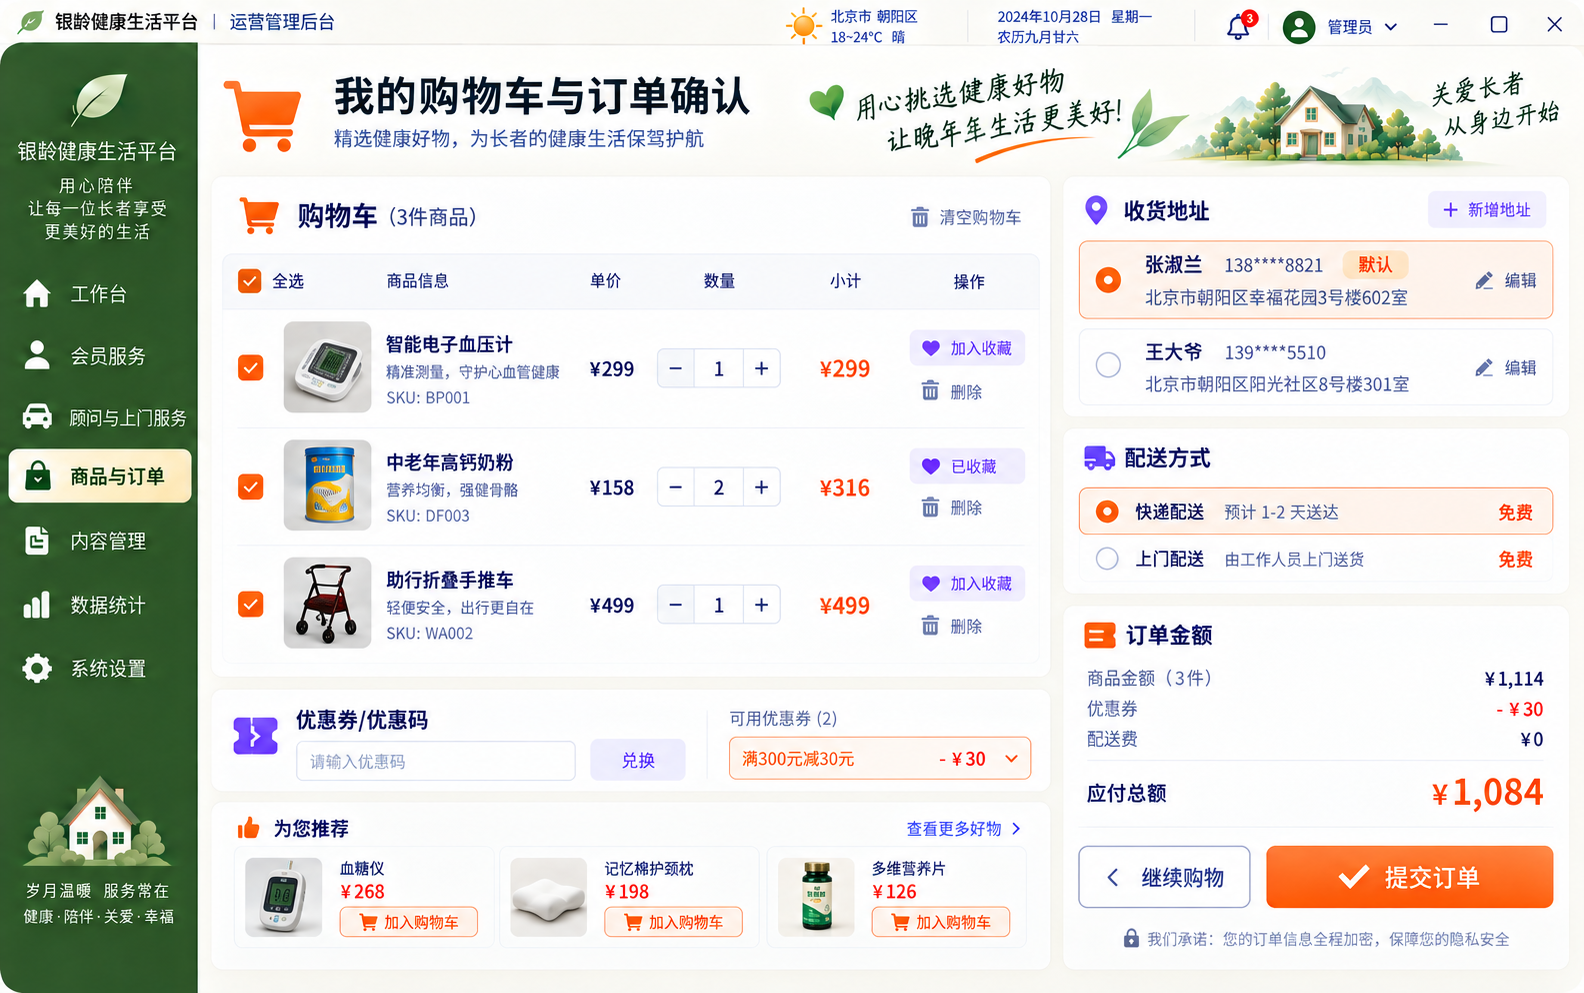 银龄健康生活平台 | 运营管理后台
北京市 朝阳区
18~24°C 晴
2024年10月28日 星期一
农历九月廿六
3
管理员
银龄健康生活平台
用心陪伴
让每一位长者享受
更美好的生活
工作台
会员服务
顾问与上门服务
商品与订单
内容管理
数据统计
系统设置
岁月温暖 服务常在
健康·陪伴·关爱·幸福
我的购物车与订单确认
精选健康好物，为长者的健康生活保驾护航
用心挑选健康好物
让晚年年生活更美好!
关爱长者
从身边开始
购物车（3件商品）
清空购物车
全选 商品信息 单价 数量 小计 操作
智能电子血压计
精准测量，守护心血管健康
SKU: BP001
¥299 − 1 + ¥299
加入收藏
删除
中老年高钙奶粉
营养均衡，强健骨骼
SKU: DF003
¥158 − 2 + ¥316
已收藏
删除
助行折叠手推车
轻便安全，出行更自在
SKU: WA002
¥499 − 1 + ¥499
加入收藏
删除
优惠券/优惠码
请输入优惠码
兑换
可用优惠券 (2)
满300元减30元 - ¥30
为您推荐
查看更多好物
血糖仪
¥268
加入购物车
记忆棉护颈枕
¥198
加入购物车
多维营养片
¥126
加入购物车
收货地址
+ 新增地址
张淑兰 138****8821 默认
北京市朝阳区幸福花园3号楼602室
编辑
王大爷 139****5510
北京市朝阳区阳光社区8号楼301室
编辑
配送方式
快递配送 预计 1-2 天送达 免费
上门配送 由工作人员上门送货 免费
订单金额
商品金额（3件） ¥1,114
优惠券 - ¥30
配送费 ¥0
应付总额 ¥1,084
继续购物
提交订单
我们承诺：您的订单信息全程加密，保障您的隐私安全